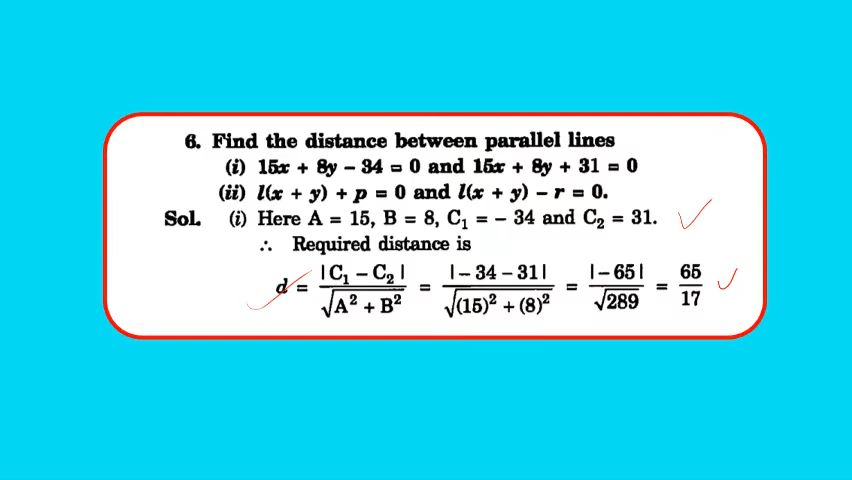 6. Find the distance between parallel lines
(i) 15x + 8y – 34 = 0 and 15x + 8y + 31 = 0
(ii) l(x + y) + p = 0 and l(x + y) – r = 0.
Sol. (i) Here A = 15, B = 8, C₁ = – 34 and C₂ = 31.
∴ Required distance is
d = |C₁ – C₂| / √(A² + B²) = |– 34 – 31| / √((15)² + (8)²) = |– 65| / √289 = 65/17